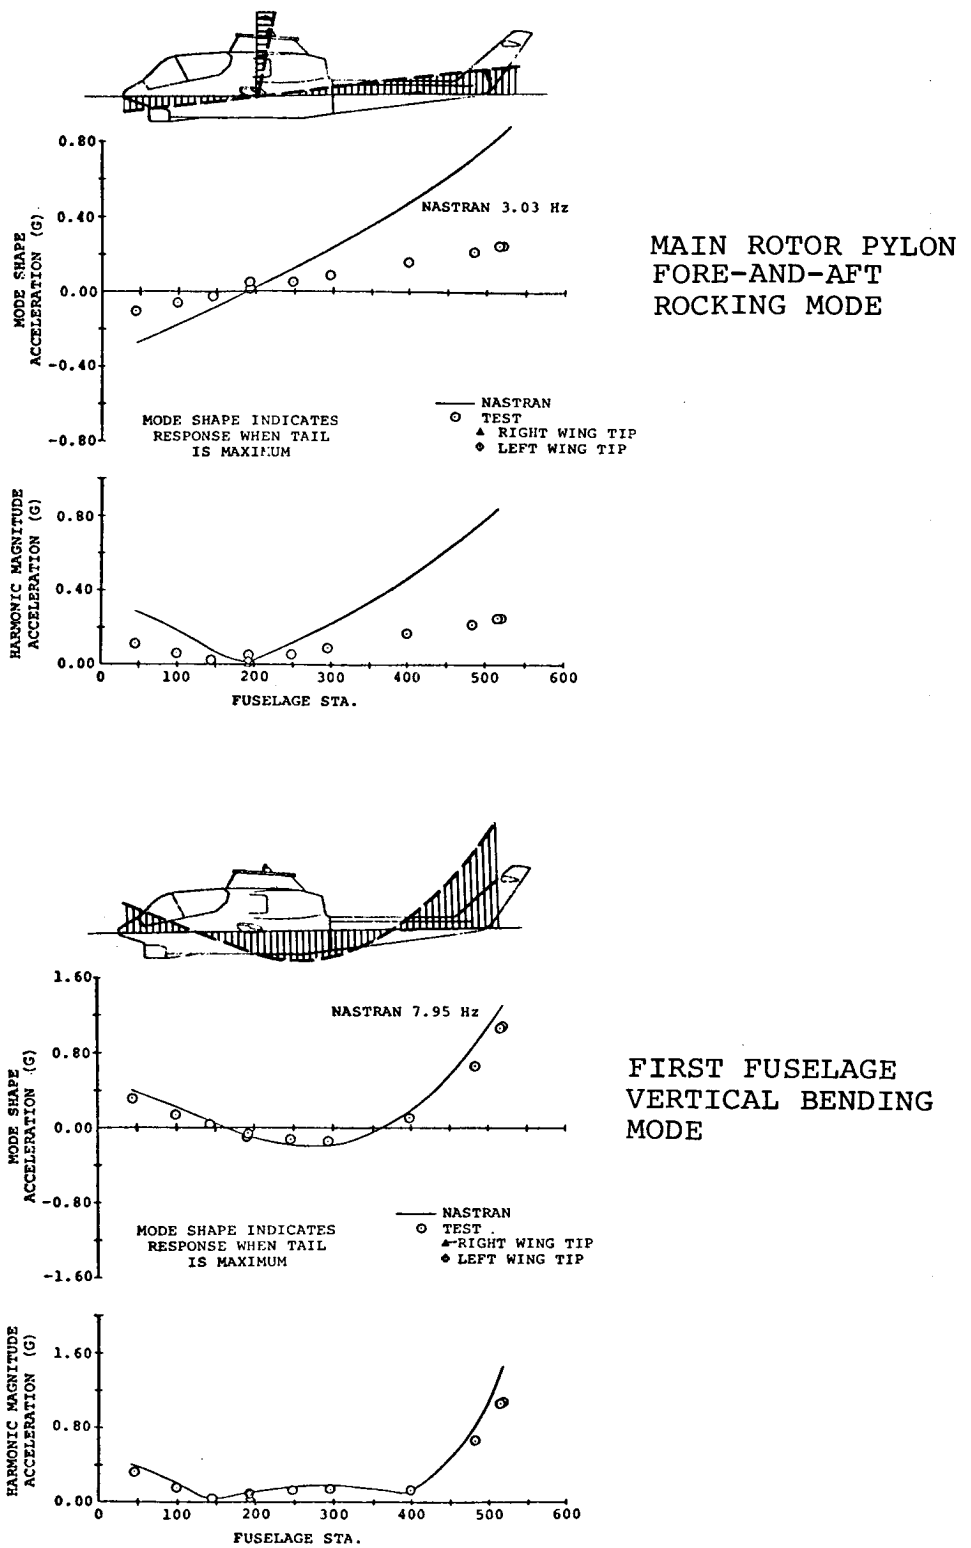 0.80
NASTRAN 3.03 Hz
0.40
0.00
-0.40
-0.80
MODE SHAPE
ACCELERATION (G)
MODE SHAPE INDICATES
RESPONSE WHEN TAIL
IS MAXIMUM
NASTRAN
TEST
RIGHT WING TIP
LEFT WING TIP
MAIN ROTOR PYLON
FORE-AND-AFT
ROCKING MODE
0.80
0.40
0.00
HARMONIC MAGNITUDE
ACCELERATION (G)
0 100 200 300 400 500 600
FUSELAGE STA.
1.60
NASTRAN 7.95 Hz
0.80
0.00
-0.80
-1.60
MODE SHAPE
ACCELERATION (G)
MODE SHAPE INDICATES
RESPONSE WHEN TAIL
IS MAXIMUM
NASTRAN
TEST
RIGHT WING TIP
LEFT WING TIP
FIRST FUSELAGE
VERTICAL BENDING
MODE
1.60
0.80
0.00
HARMONIC MAGNITUDE
ACCELERATION (G)
0 100 200 300 400 500 600
FUSELAGE STA.